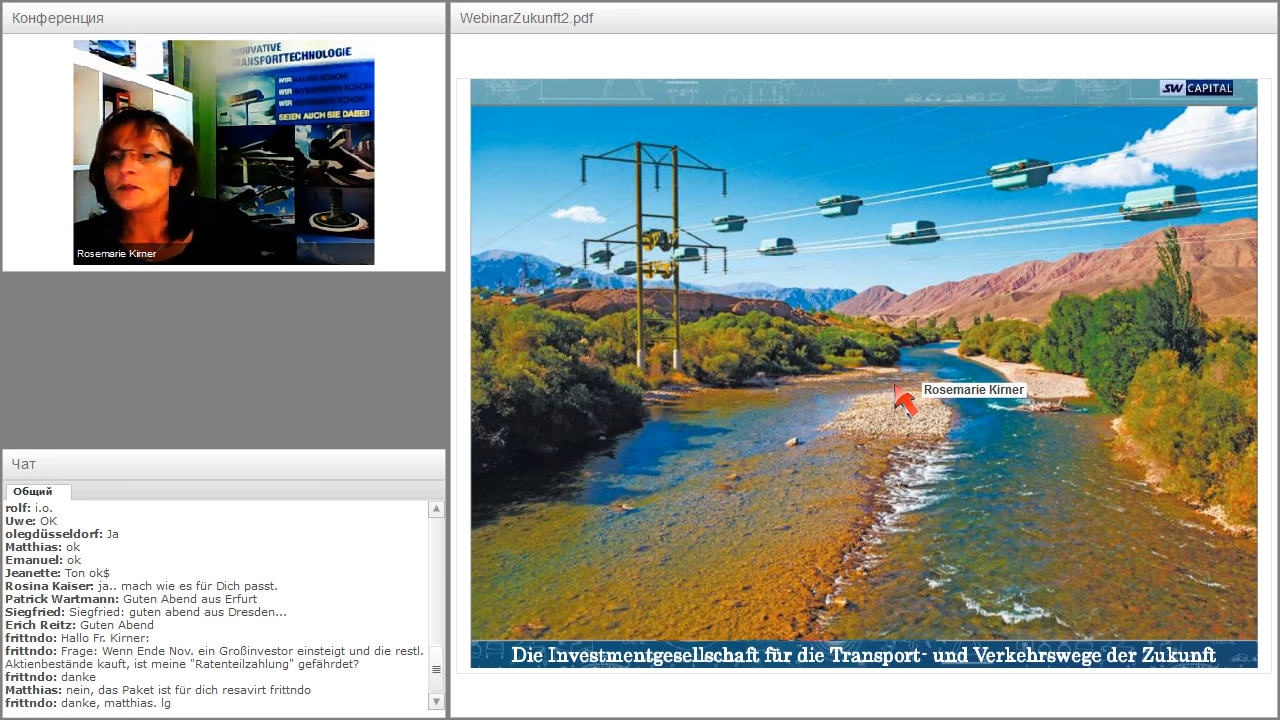 Конференция
INNOVATIVE
TRANSPORTTECHNOLOGIE
WIR
WIR
WIR
SEIEN AUCH SIE DABEI!
Rosemarie Kirner
Чат
Общий
rolf: i.o.
Uwe: OK
olegdüsseldorf: Ja
Matthias: ok
Emanuel: ok
Jeanette: Ton ok$
Rosina Kaiser: ja.. mach wie es für Dich passt.
Patrick Wartmann: Guten Abend aus Erfurt
Siegfried: Siegfried: guten abend aus Dresden...
Erich Reitz: Guten Abend
frittndo: Hallo Fr. Kirner:
frittndo: Frage: Wenn Ende Nov. ein Großinvestor einsteigt und die restl.
Aktienbestände kauft, ist meine "Ratenteilzahlung" gefährdet?
frittndo: danke
Matthias: nein, das Paket ist für dich resavirt frittndo
frittndo: danke, matthias. lg
WebinarZukunft2.pdf
SW CAPITAL
Rosemarie Kirner
Die Investmentgesellschaft für die Transport- und Verkehrswege der Zukunft